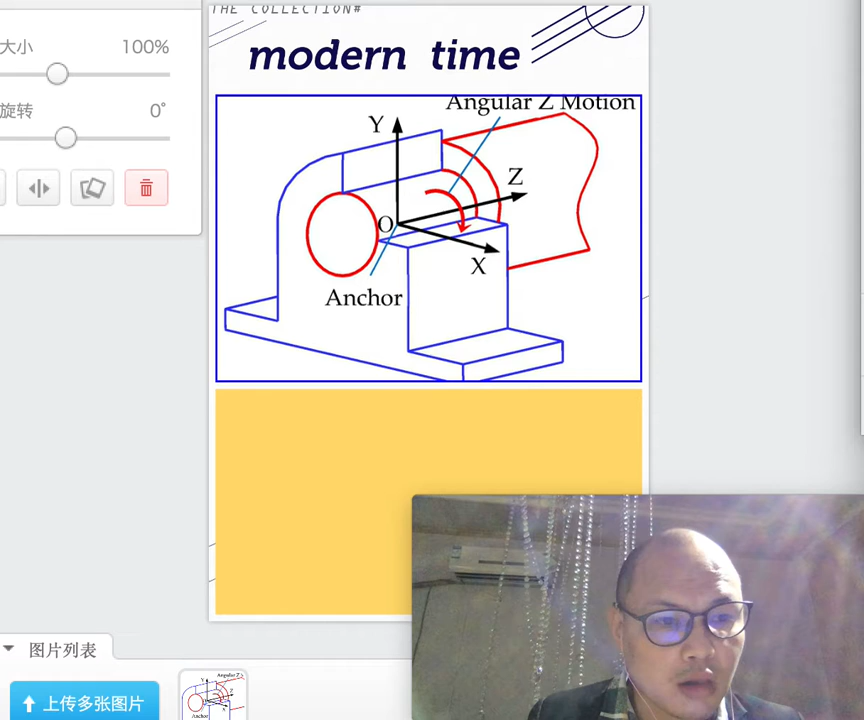 THE COLLECTION#
大小 100%
modern time
旋转 0°
Angular Z Motion
Y
Z
O
X
Anchor
图片列表
上传多张图片